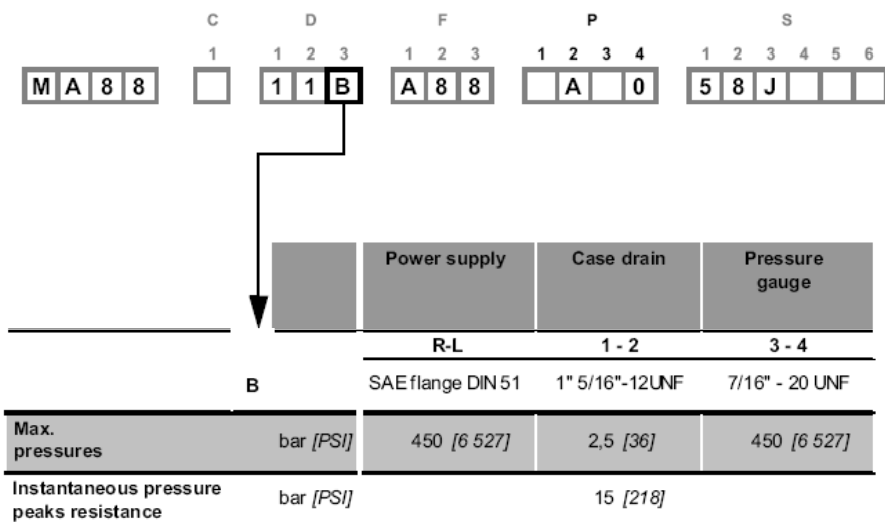 C D F P S
1 1 2 3 1 2 3 1 2 3 4 1 2 3 4 5 6
M A 8 8 1 1 B A 8 8 A 0 5 8 J
Power supply Case drain Pressure gauge
R-L 1 - 2 3 - 4
B SAE flange DIN 51 1" 5/16"-12UNF 7/16" - 20 UNF
Max. pressures bar [PSI] 450 [6 527] 2,5 [36] 450 [6 527]
Instantaneous pressure peaks resistance bar [PSI] 15 [218]